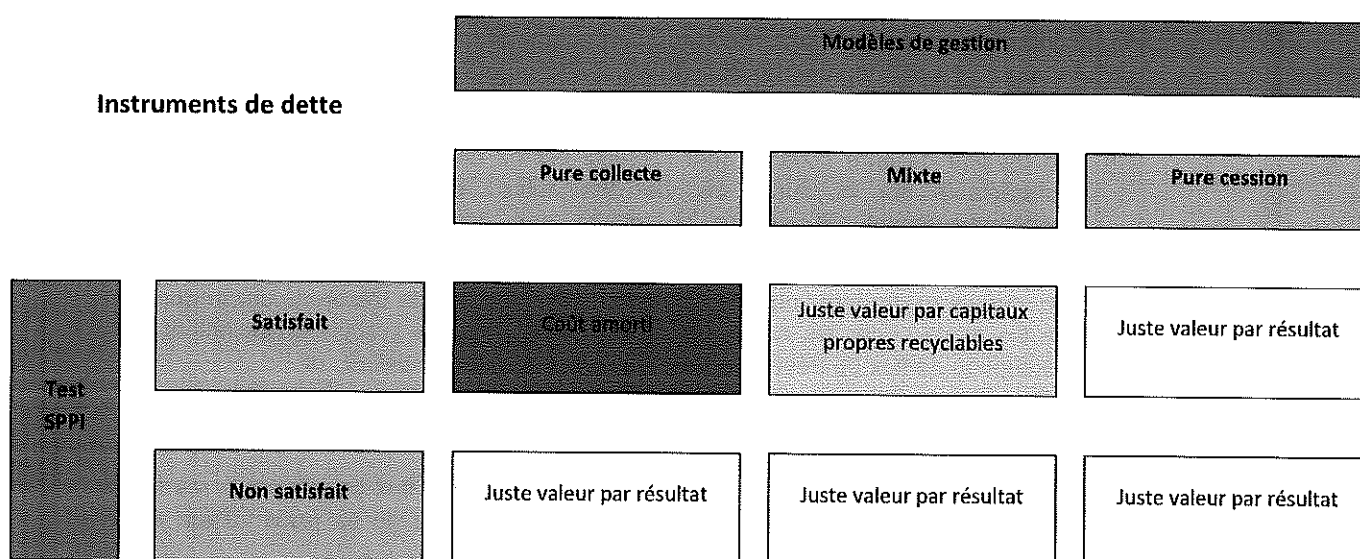 Modèles de gestion
Instruments de dette
Pure collecte
Mixte
Pure cession
Test
SPPI
Satisfait
Coût amorti
Juste valeur par capitaux
propres recyclables
Juste valeur par résultat
Non satisfait
Juste valeur par résultat
Juste valeur par résultat
Juste valeur par résultat